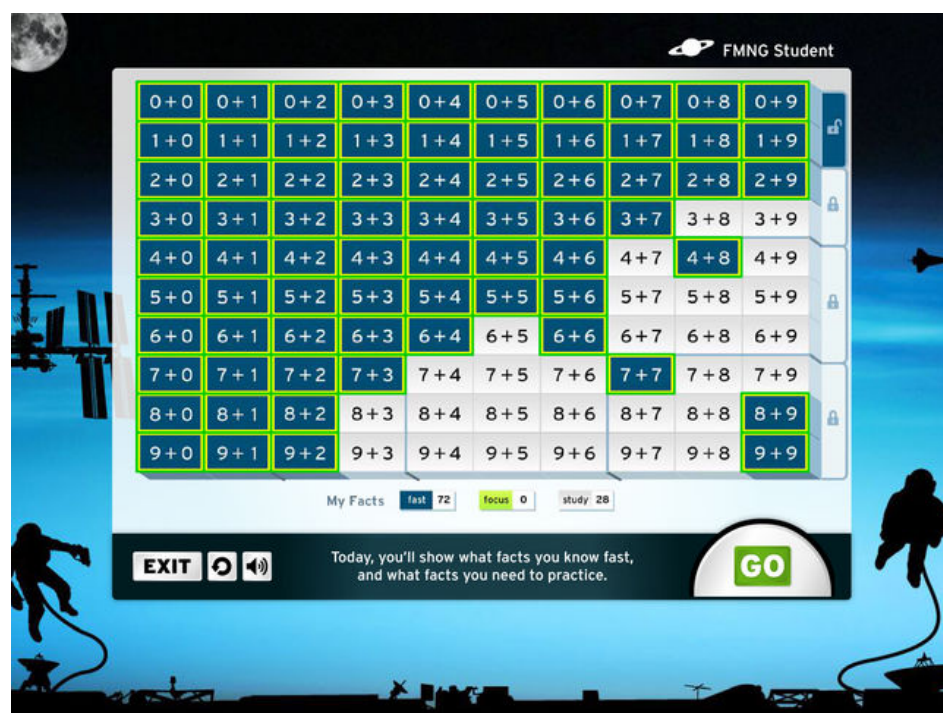 FMNG Student
0+0 0+1 0+2 0+3 0+4 0+5 0+6 0+7 0+8 0+9
1+0 1+1 1+2 1+3 1+4 1+5 1+6 1+7 1+8 1+9
2+0 2+1 2+2 2+3 2+4 2+5 2+6 2+7 2+8 2+9
3+0 3+1 3+2 3+3 3+4 3+5 3+6 3+7 3+8 3+9
4+0 4+1 4+2 4+3 4+4 4+5 4+6 4+7 4+8 4+9
5+0 5+1 5+2 5+3 5+4 5+5 5+6 5+7 5+8 5+9
6+0 6+1 6+2 6+3 6+4 6+5 6+6 6+7 6+8 6+9
7+0 7+1 7+2 7+3 7+4 7+5 7+6 7+7 7+8 7+9
8+0 8+1 8+2 8+3 8+4 8+5 8+6 8+7 8+8 8+9
9+0 9+1 9+2 9+3 9+4 9+5 9+6 9+7 9+8 9+9
My Facts fast 72 focus 0 study 28
EXIT
Today, you'll show what facts you know fast,
and what facts you need to practice.
GO